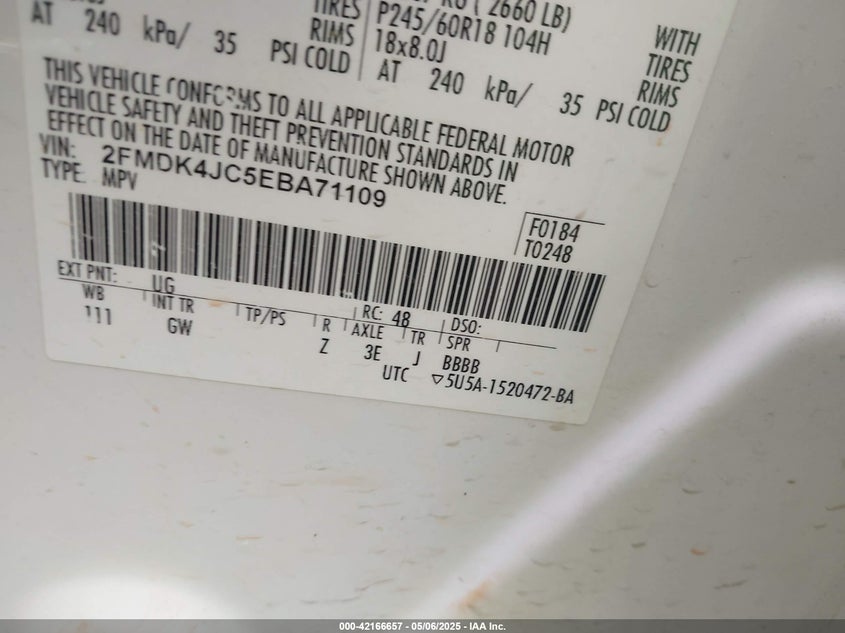 RU ( 2660 LB)
TIRES P245/60R18 104H WITH
RIMS 18x8.0J TIRES
AT 240 kPa/ 35 PSI COLD AT 240 kPa/ 35 PSI COLD RIMS
THIS VEHICLE CONFORMS TO ALL APPLICABLE FEDERAL MOTOR
VEHICLE SAFETY AND THEFT PREVENTION STANDARDS IN
EFFECT ON THE DATE OF MANUFACTURE SHOWN ABOVE.
VIN: 2FMDK4JC5EBA71109
TYPE: MPV
F0184
T0248
EXT PNT: UG RC: 48 DSO:
WB INT TR TP/PS R AXLE TR SPR
111 GW Z 3E J BBBB
UTC ▽5U5A-1520472-BA
000-42166657 - 05/06/2025 - IAA Inc.